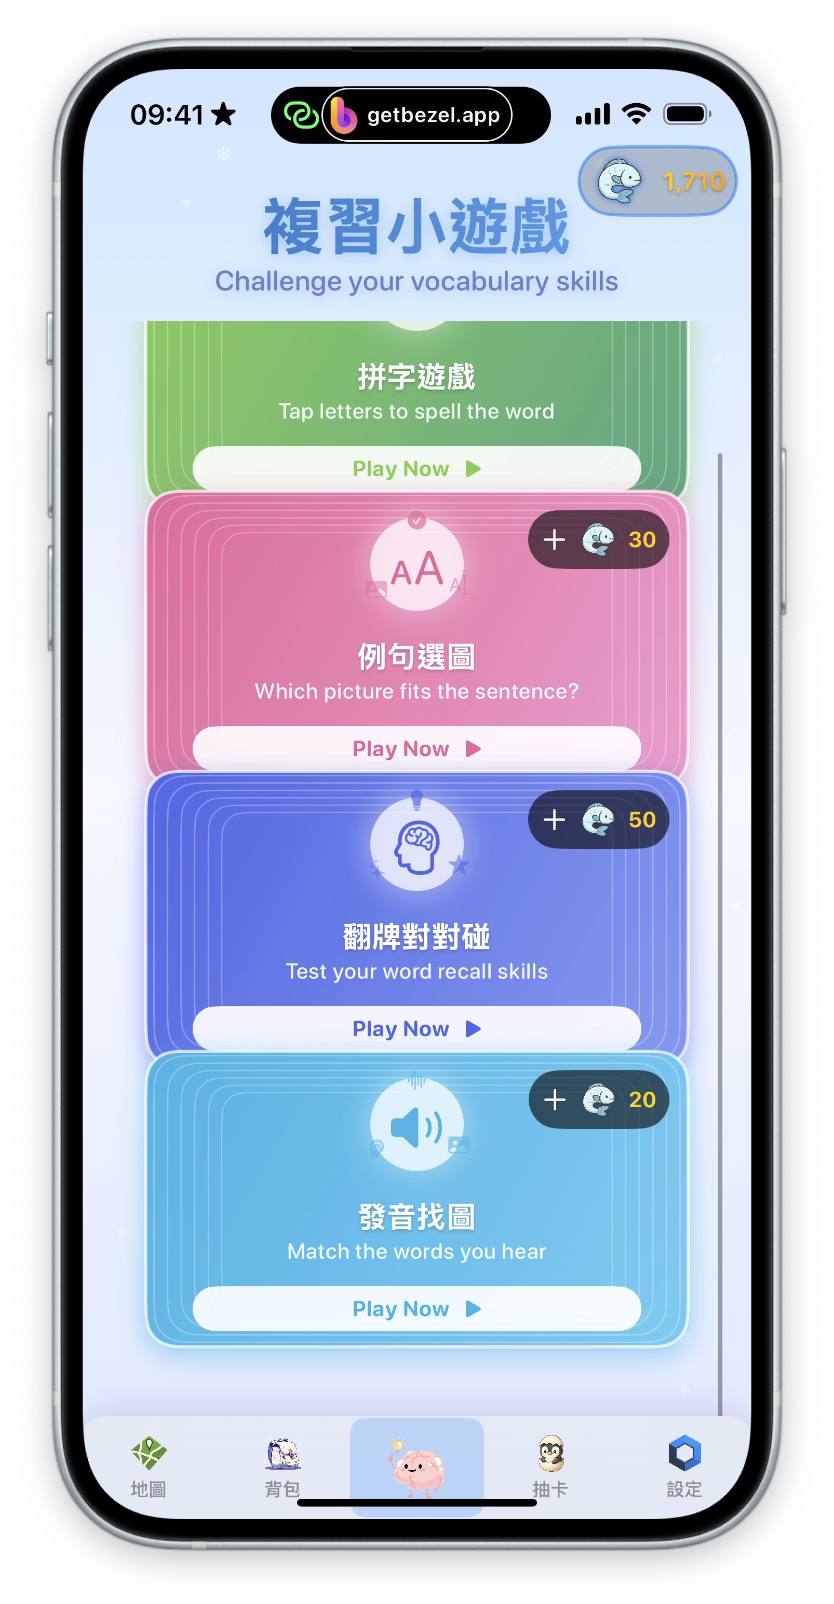 09:41
getbezel.app
1,710
複習小遊戲
Challenge your vocabulary skills
拼字遊戲
Tap letters to spell the word
Play Now
+ 30
AA
AI
例句選圖
Which picture fits the sentence?
Play Now
+ 50
翻牌對對碰
Test your word recall skills
Play Now
+ 20
發音找圖
Match the words you hear
Play Now
地圖
背包
抽卡
設定